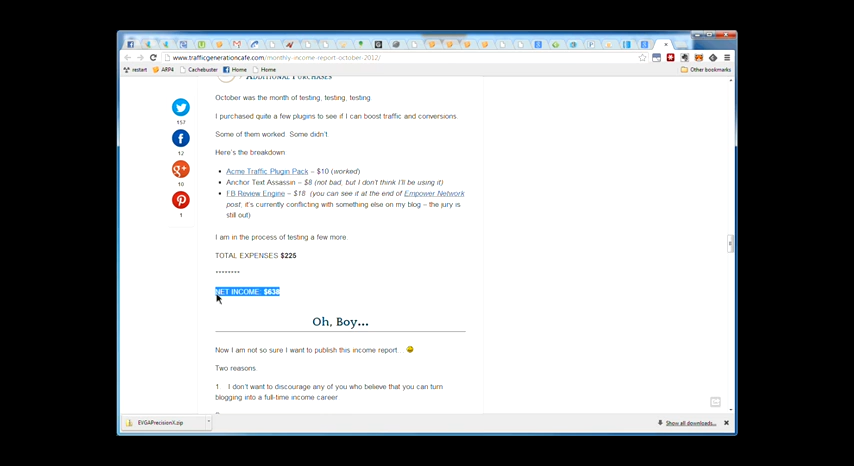 www.trafficgenerationcafe.com/monthly-income-report-october-2012/
restart ARP4 Cachebuster Home Home Other bookmarks
ADDITIONAL PURCHASES
October was the month of testing, testing, testing.
I purchased quite a few plugins to see if I can boost traffic and conversions.
Some of them worked. Some didn't.
Here's the breakdown
Acme Traffic Plugin Pack – $10 (worked)
Anchor Text Assassin – $8 (not bad, but I don't think I'll be using it)
FB Review Engine – $18 (you can see it at the end of Empower Network
post, it's currently conflicting with something else on my blog – the jury is
still out)
I am in the process of testing a few more.
TOTAL EXPENSES $225
********
NET INCOME: $638
Oh, Boy...
Now I am not so sure I want to publish this income report...
Two reasons
1 I don't want to discourage any of you who believe that you can turn
blogging into a full-time income career
157
12
10
1
EVGAPrecisionX.zip
Show all downloads...